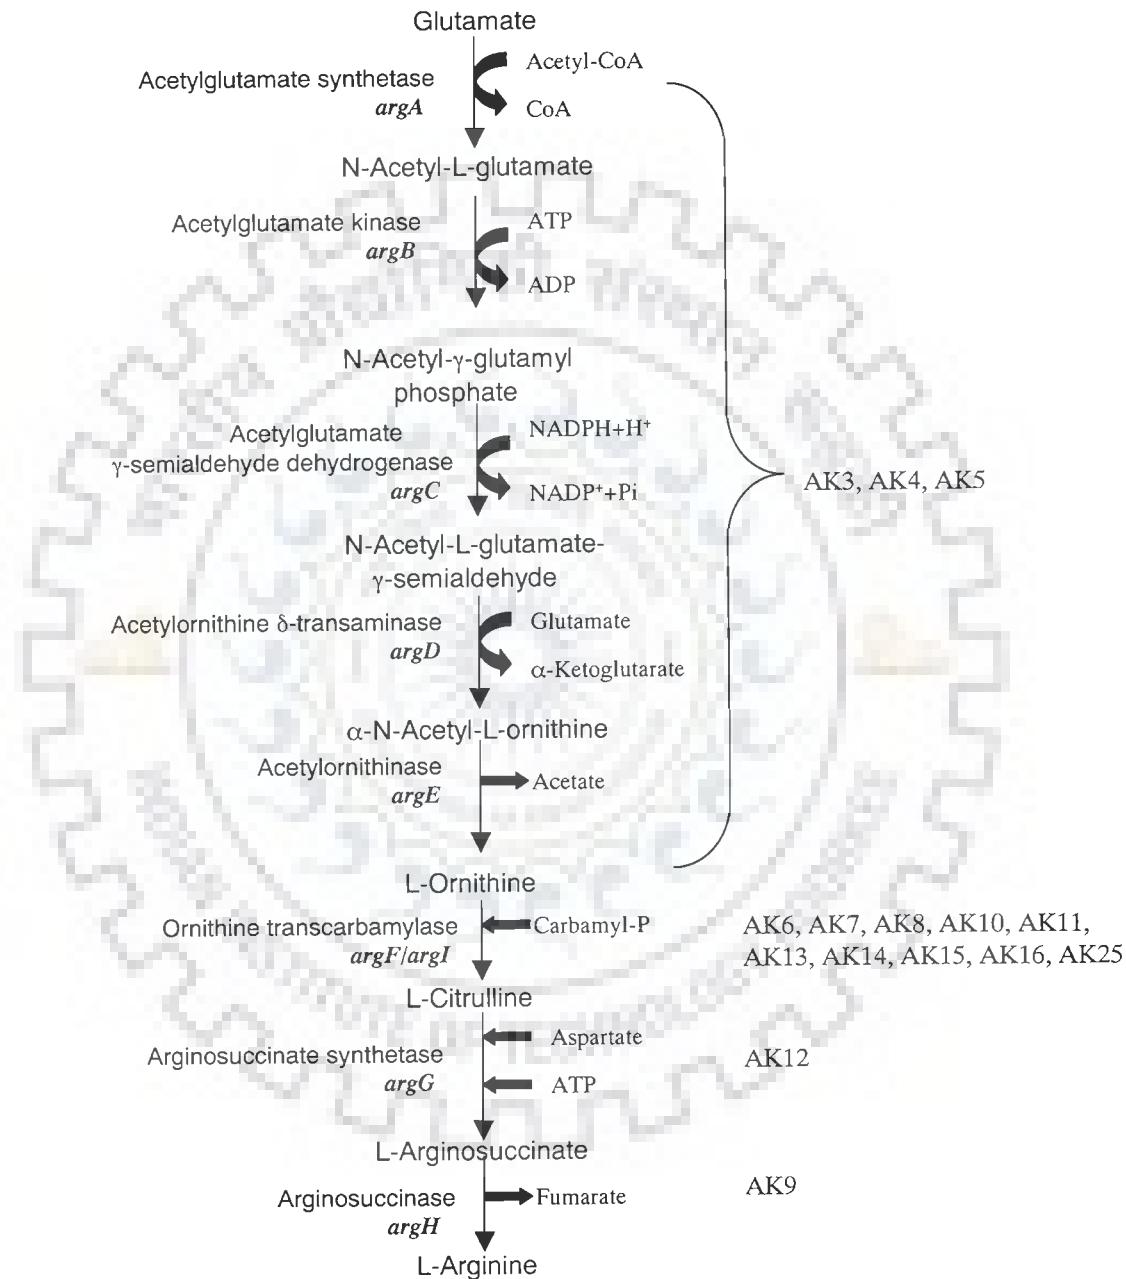 Glutamate
Acetyl-CoA
Acetylglutamate synthetase
argA
CoA
N-Acetyl-L-glutamate
Acetylglutamate kinase
argB
ATP
ADP
N-Acetyl-γ-glutamyl
phosphate
Acetylglutamate
γ-semialdehyde dehydrogenase
argC
NADPH+H⁺
NADP⁺+Pi
AK3, AK4, AK5
N-Acetyl-L-glutamate-
γ-semialdehyde
Acetylornithine δ-transaminase
argD
Glutamate
α-Ketoglutarate
α-N-Acetyl-L-ornithine
Acetylornithinase
argE
Acetate
L-Ornithine
Ornithine transcarbamylase
argF/argI
Carbamyl-P
AK6, AK7, AK8, AK10, AK11,
AK13, AK14, AK15, AK16, AK25
L-Citrulline
Arginosuccinate synthetase
argG
Aspartate
ATP
AK12
L-Arginosuccinate
Arginosuccinase
argH
Fumarate
AK9
L-Arginine